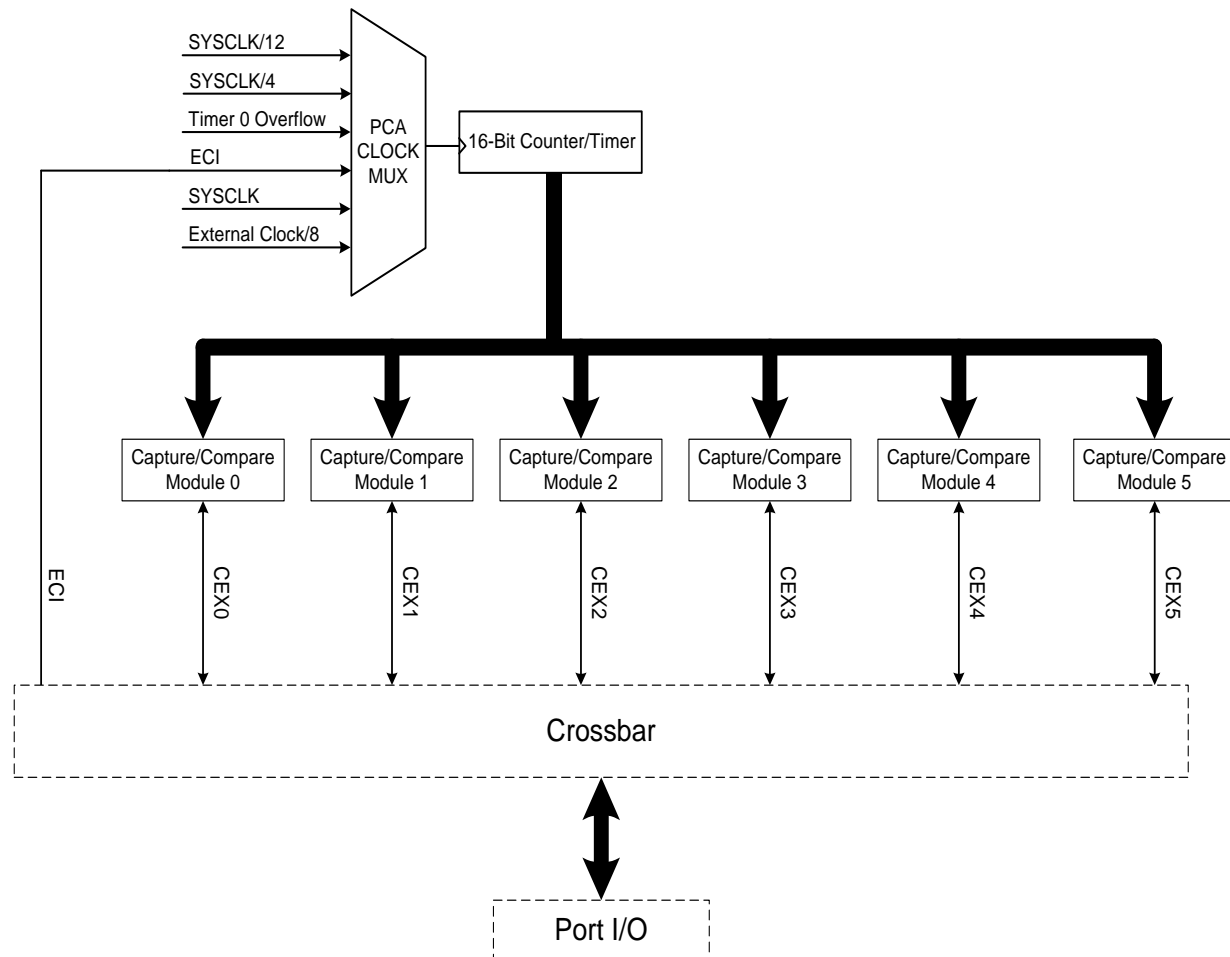 SYSCLK/12
SYSCLK/4
Timer 0 Overflow
ECI
SYSCLK
External Clock/8
PCA
CLOCK
MUX
16-Bit Counter/Timer
Capture/Compare
Module 0
Capture/Compare
Module 1
Capture/Compare
Module 2
Capture/Compare
Module 3
Capture/Compare
Module 4
Capture/Compare
Module 5
ECI
CEX0
CEX1
CEX2
CEX3
CEX4
CEX5
Crossbar
Port I/O